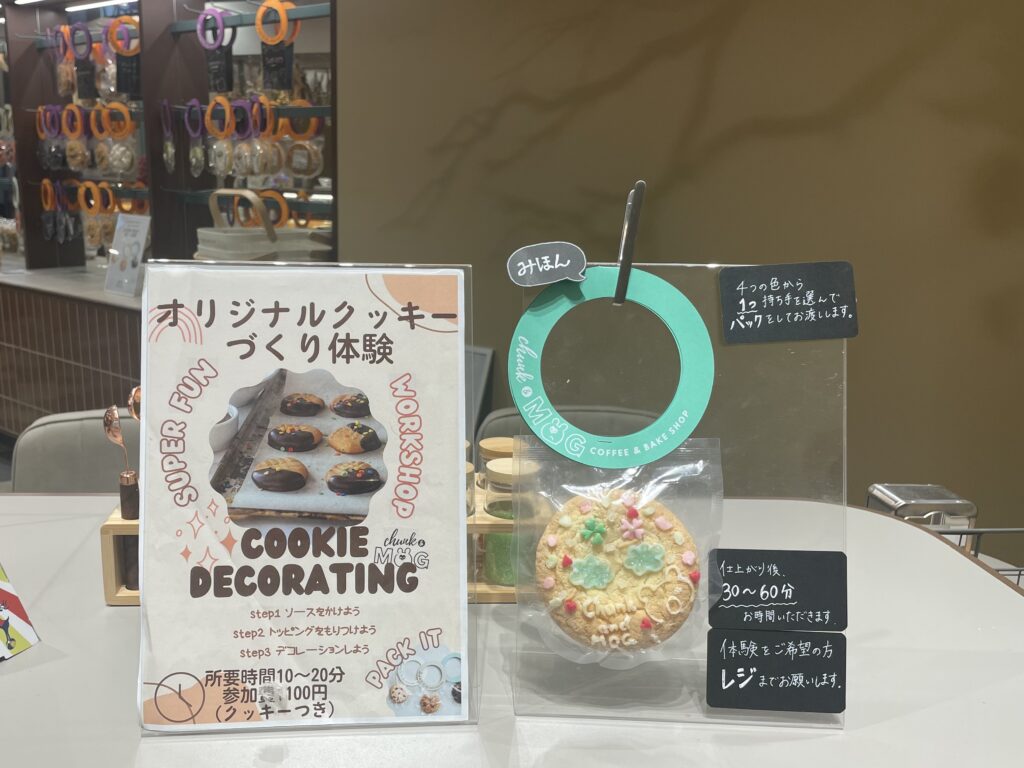 オリジナルクッキー
づくり体験
SUPER FUN
WORKSHOP
COOKIE
DECORATING
chunk &
MUG
step1 ソースをかけよう
step2 トッピングをもりつけよう
step3 デコレーションしよう
PACK IT
所要時間10〜20分
参加費:100円
(クッキーつき)
みほん
chunk &
MUG
COFFEE & BAKE SHOP
4つの色から
1つ 持ち手を選んで
パックをしてお渡しします。
仕上がり後、
30〜60分
お時間いただきます
体験をご希望の方
レジまでお願いします。